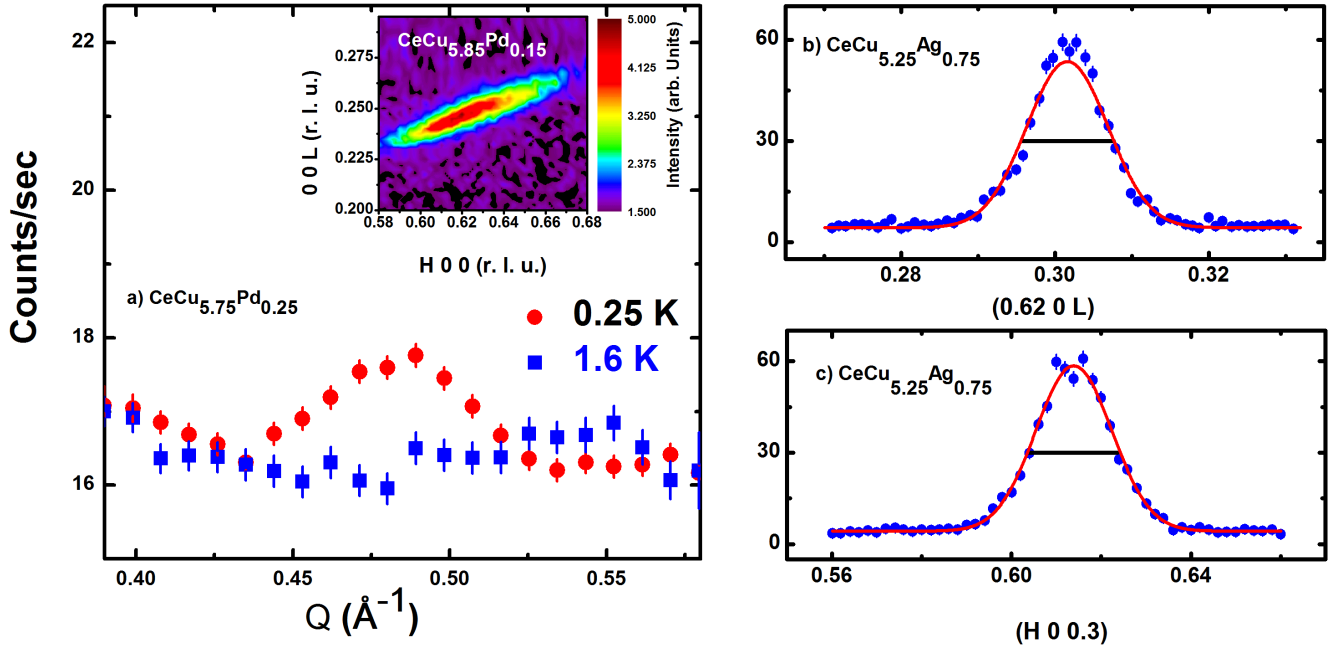 22
20
18
16
Counts/sec
0.40 0.45 0.50 0.55
Q (Å⁻¹)
a) CeCu5.75Pd0.25
0.25 K
1.6 K
CeCu5.85Pd0.15
0.275
0.250
0.225
0.200
0 0 L (r. l. u.)
0.58 0.60 0.62 0.64 0.66 0.68
H 0 0 (r. l. u.)
5.000
4.125
3.250
2.375
1.500
Intensity (arb. Units)
b) CeCu5.25Ag0.75
60
30
0
0.28 0.30 0.32
(0.62 0 L)
c) CeCu5.25Ag0.75
60
30
0
0.56 0.60 0.64
(H 0 0.3)